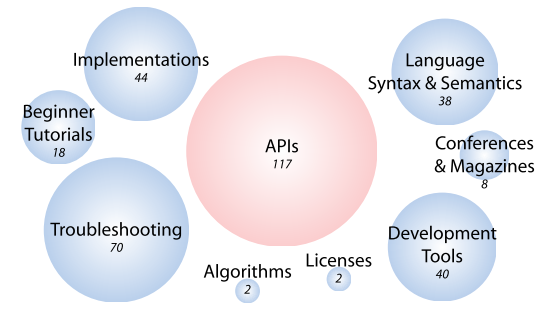 Implementations
44
Language
Syntax & Semantics
38
Beginner
Tutorials
18
APIs
117
Conferences
& Magazines
8
Troubleshooting
70
Development
Tools
40
Algorithms
2
Licenses
2